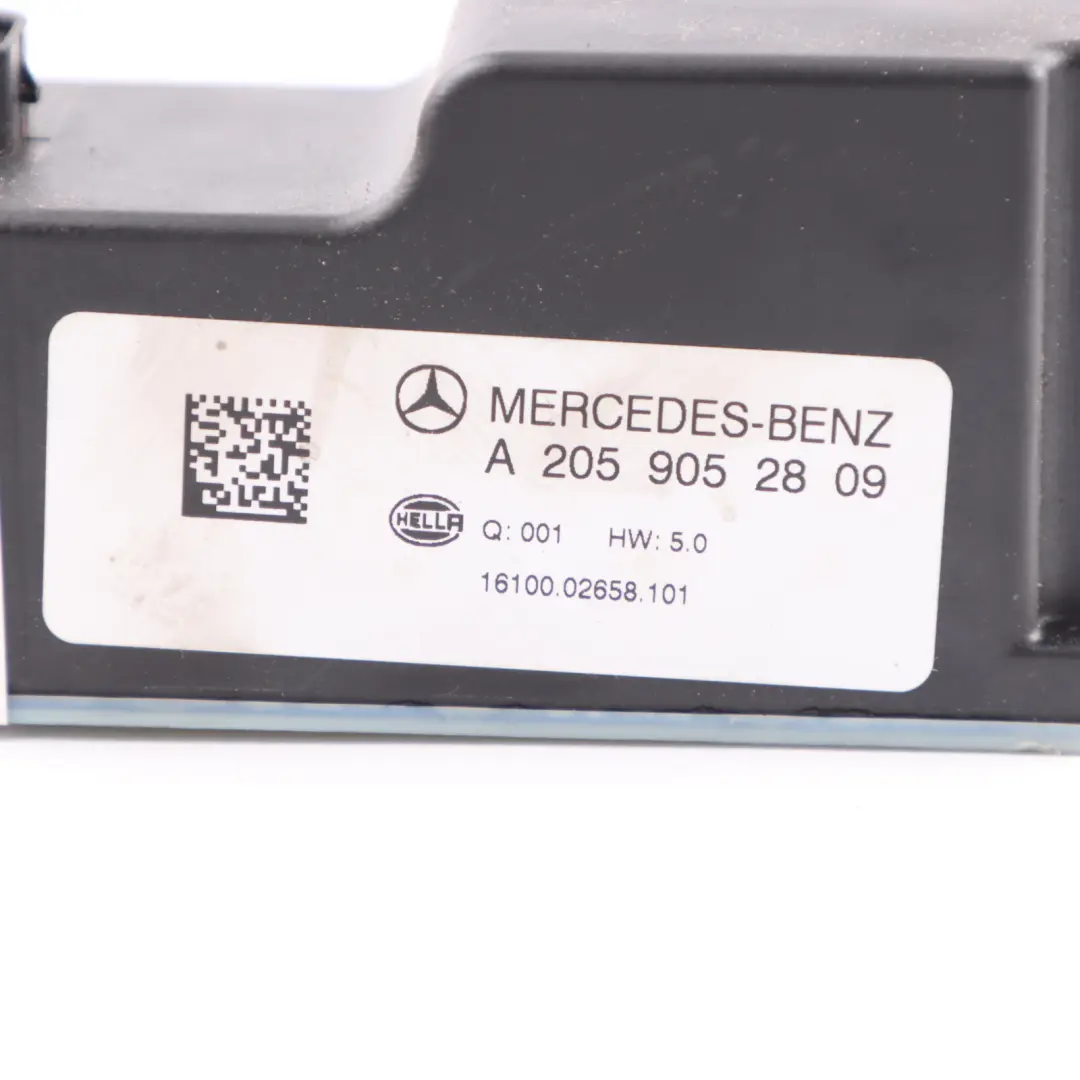 MERCEDES-BENZ
A 205 905 28 09
HELLA Q: 001 HW: 5.0
16100.02658.101